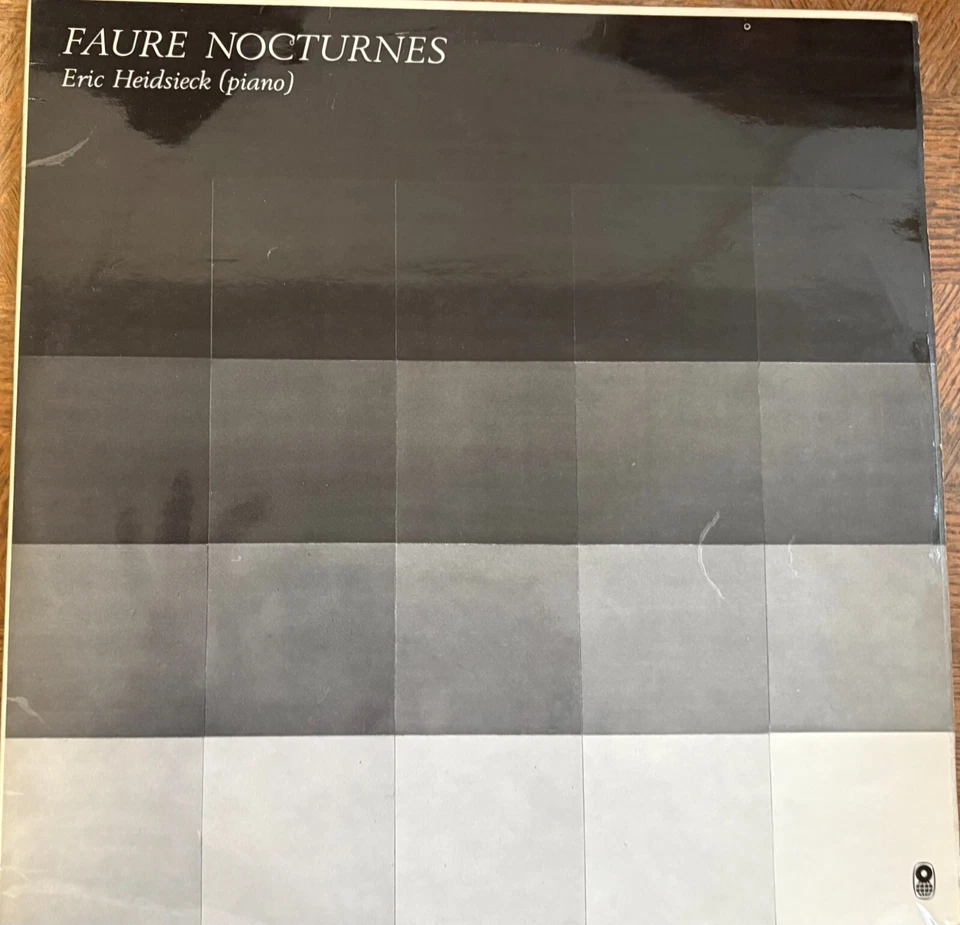 FAURE NOCTURNES
Eric Heidsieck (piano)